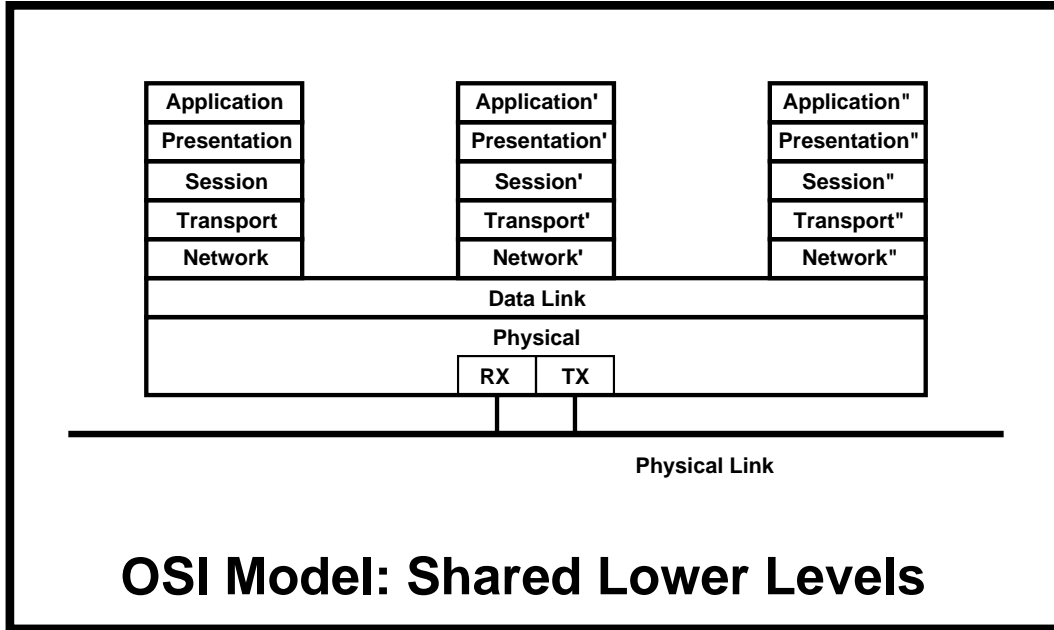 Application Application' Application"
Presentation Presentation' Presentation"
Session Session' Session"
Transport Transport' Transport"
Network Network' Network"
Data Link
Physical
RX TX
Physical Link
OSI Model: Shared Lower Levels